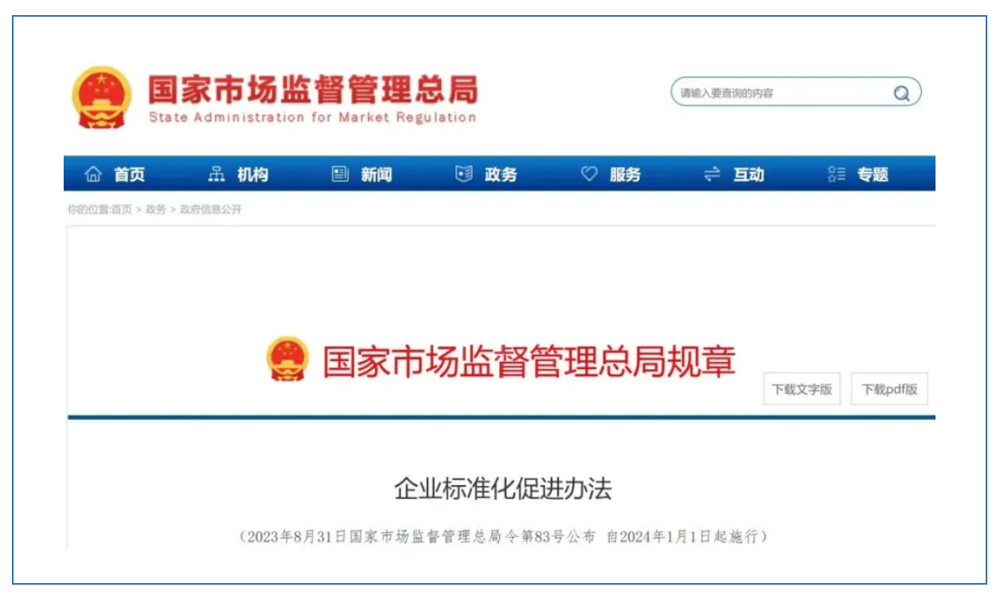 国家市场监督管理总局
State Administration for Market Regulation
请输入要查询的内容
首页 机构 新闻 政务 服务 互动 专题
你的位置:首页 > 政务 > 政府信息公开
国家市场监督管理总局规章
下载文字版 下载pdf版
企业标准化促进办法
（2023年8月31日国家市场监督管理总局令第83号公布 自2024年1月1日起施行）